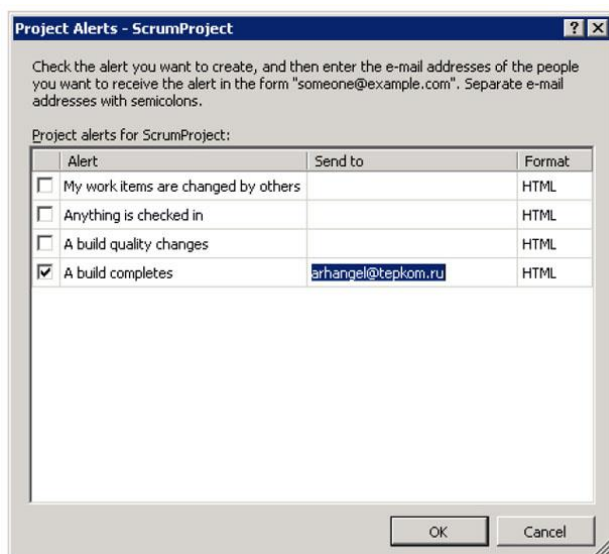 Project Alerts - ScrumProject
Check the alert you want to create, and then enter the e-mail addresses of the people
you want to receive the alert in the form "someone@example.com". Separate e-mail
addresses with semicolons.
Project alerts for ScrumProject:
Alert Send to Format
My work items are changed by others HTML
Anything is checked in HTML
A build quality changes HTML
A build completes arhangel@tepkom.ru HTML
OK Cancel